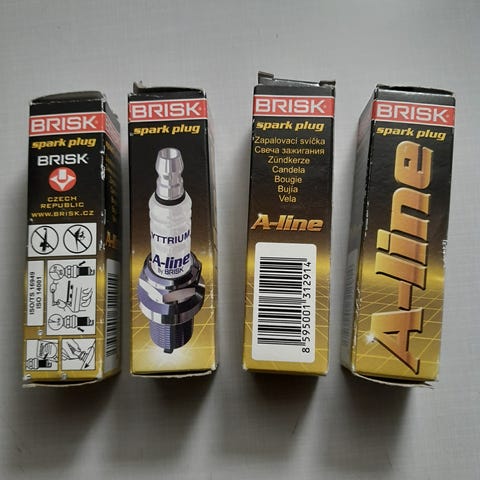 BRISK
spark plug
BRISK
CZECH
REPUBLIC
WWW.BRISK.CZ
ISO/TS 16949
ISO 14001
BRISK
spark plug
YTTRIUM
A-line
By BRISK
BRISK
spark plug
Zapalovací svíčka
Свеча зажигания
Zündkerze
Candela
Bougie
Bujía
Vela
A-line
8 595001 312914
BRISK
spark plug
A-line